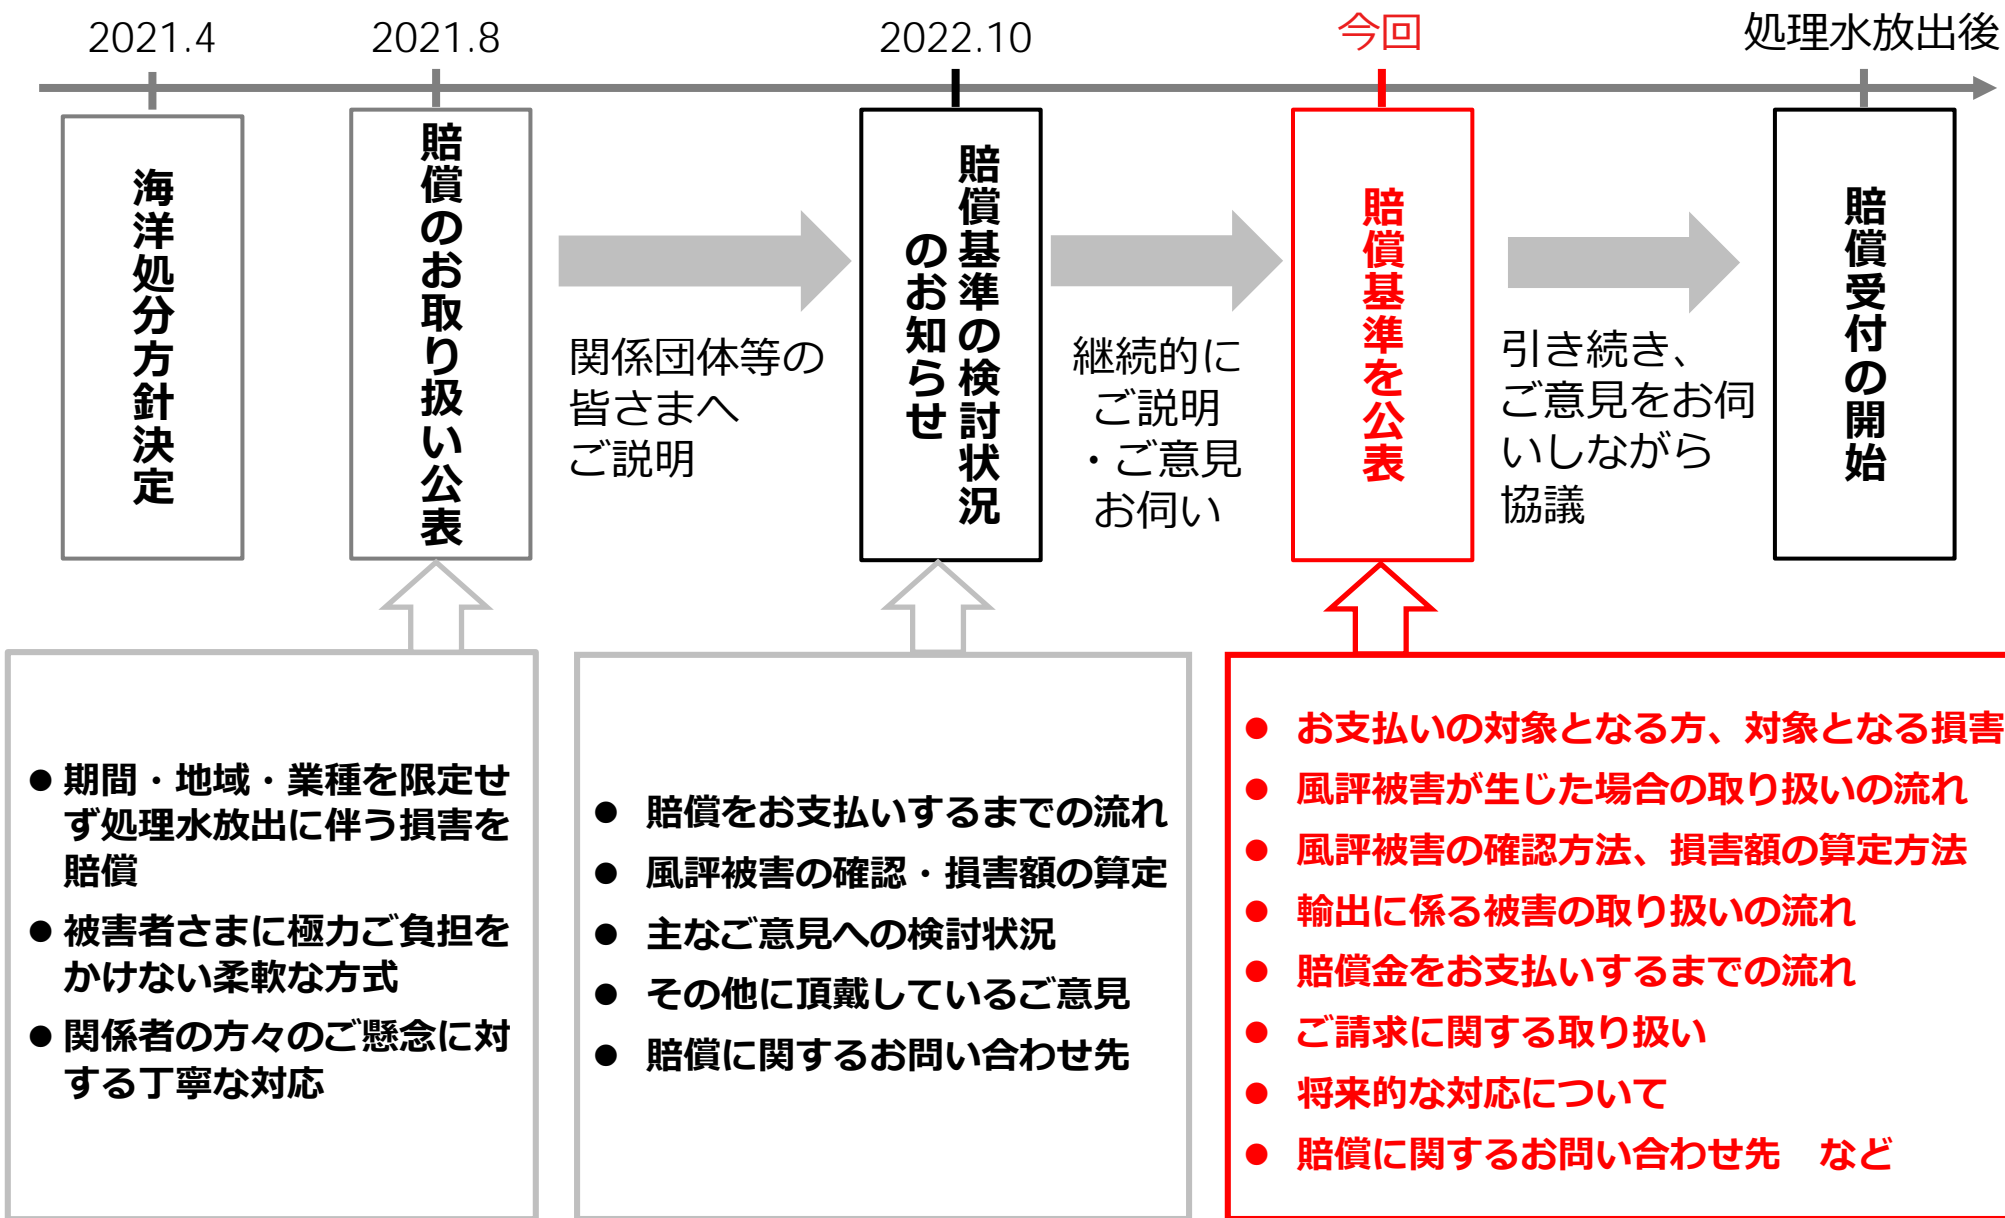 2021.4
2021.8
2022.10
今回
処理水放出後
海洋処分方針決定
賠償のお取り扱い公表
関係団体等の
皆さまへ
ご説明
賠償基準の検討状況
のお知らせ
継続的に
ご説明
・ご意見
お伺い
賠償基準を公表
引き続き、
ご意見をお伺
いしながら
協議
賠償受付の開始
● 期間・地域・業種を限定せ
ず処理水放出に伴う損害を
賠償
● 被害者さまに極力ご負担を
かけない柔軟な方式
● 関係者の方々のご懸念に対
する丁寧な対応
● 賠償をお支払いするまでの流れ
● 風評被害の確認・損害額の算定
● 主なご意見への検討状況
● その他に頂戴しているご意見
● 賠償に関するお問い合わせ先
● お支払いの対象となる方、対象となる損害
● 風評被害が生じた場合の取り扱いの流れ
● 風評被害の確認方法、損害額の算定方法
● 輸出に係る被害の取り扱いの流れ
● 賠償金をお支払いするまでの流れ
● ご請求に関する取り扱い
● 将来的な対応について
● 賠償に関するお問い合わせ先　など